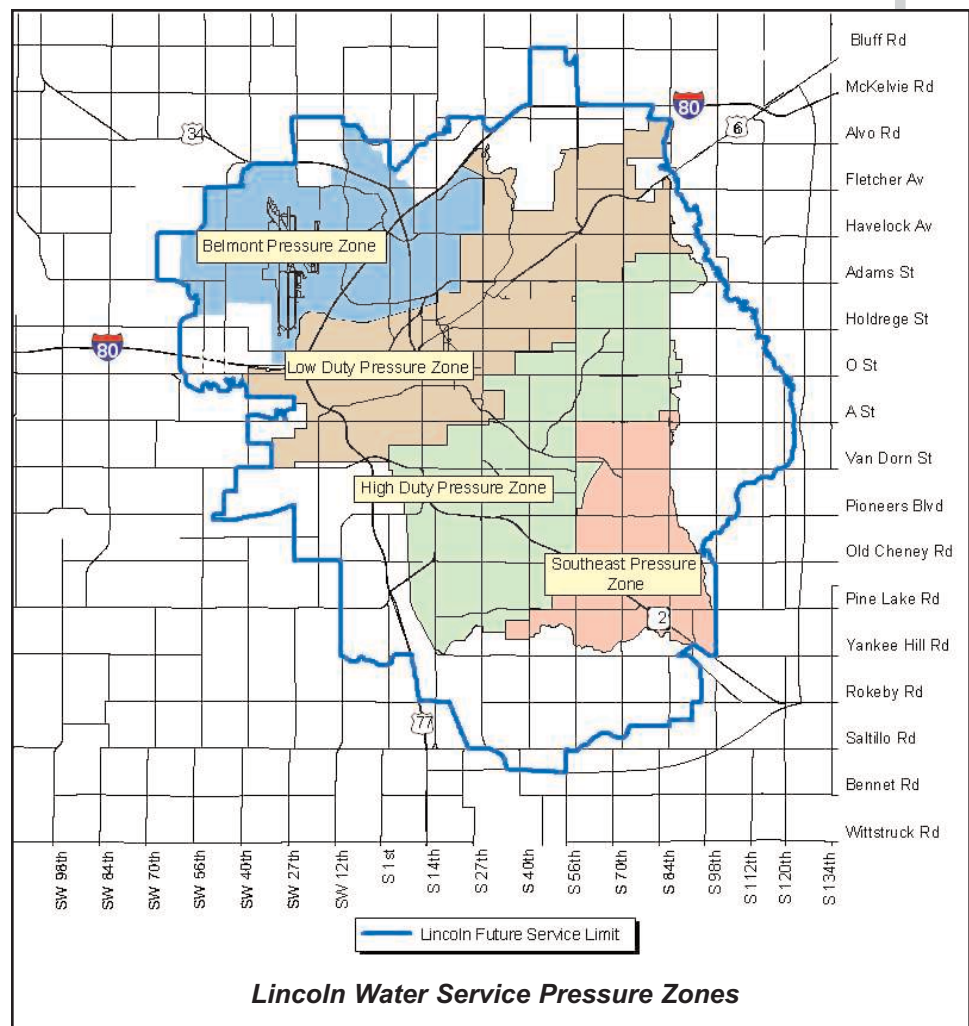 Bluff Rd
McKelvie Rd
80
6
34
Alvo Rd
Fletcher Av
Havelock Av
Belmont Pressure Zone
Adams St
Holdrege St
80
Low Duty Pressure Zone
O St
A St
Van Dorn St
High Duty Pressure Zone
Pioneers Blvd
Old Cheney Rd
Southeast Pressure
Zone
Pine Lake Rd
2
Yankee Hill Rd
Rokeby Rd
77
Saltillo Rd
Bennet Rd
Wittstruck Rd
SW 98th
SW 84th
SW 70th
SW 56th
SW 40th
SW 27th
SW 12th
S 1st
S 14th
S 27th
S 40th
S 56th
S 70th
S 84th
S 98th
S 112th
S 120th
S 134th
Lincoln Future Service Limit
Lincoln Water Service Pressure Zones